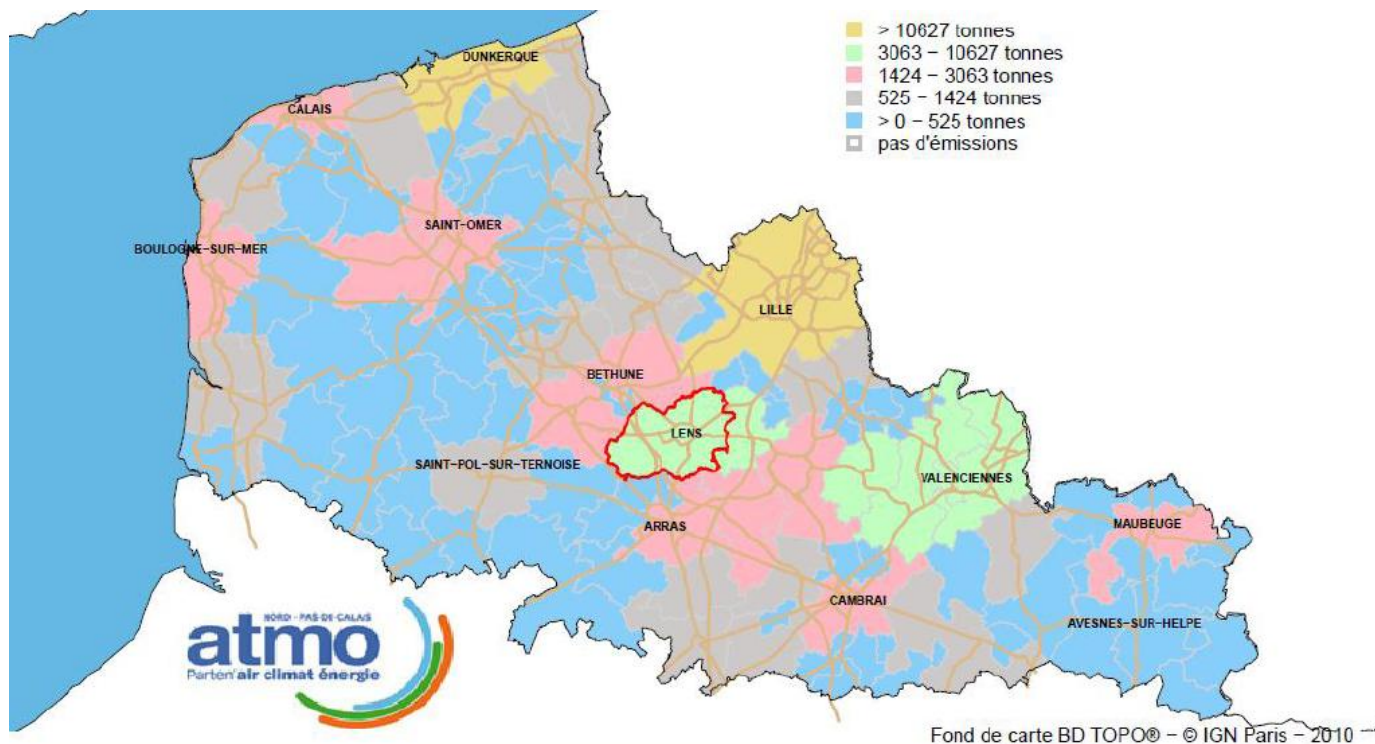 > 10627 tonnes
3063 – 10627 tonnes
1424 – 3063 tonnes
525 – 1424 tonnes
> 0 – 525 tonnes
pas d'émissions
DUNKERQUE
CALAIS
SAINT-OMER
BOULOGNE-SUR-MER
LILLE
BETHUNE
LENS
SAINT-POL-SUR-TERNOISE
VALENCIENNES
ARRAS
MAUBEUGE
CAMBRAI
AVESNES-SUR-HELPE
NORD - PAS-DE-CALAIS
atmo
Parten'air climat énergie
Fond de carte BD TOPO® – © IGN Paris – 2010